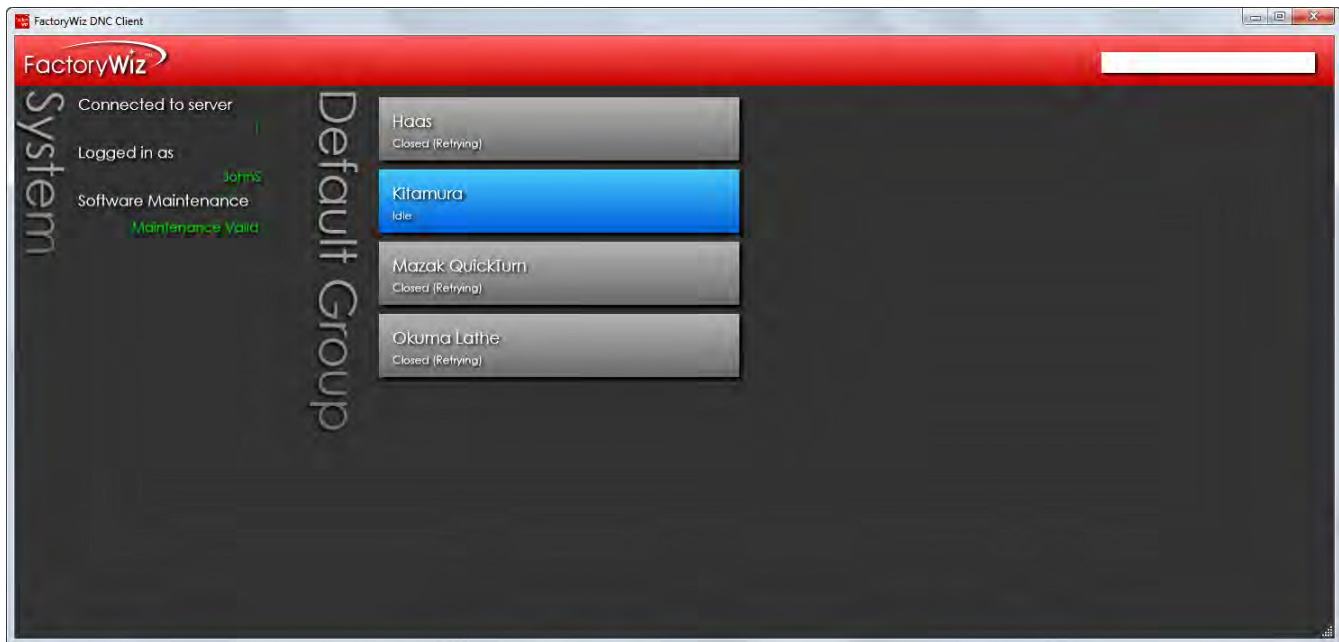 FactoryWiz DNC Client
FactoryWiz
System
Connected to server
Logged in as
JohnS
Software Maintenance
Maintenance Valid
Default Group
Haas
Closed (Retrying)
Kitamura
Idle
Mazak QuickTurn
Closed (Retrying)
Okuma Lathe
Closed (Retrying)